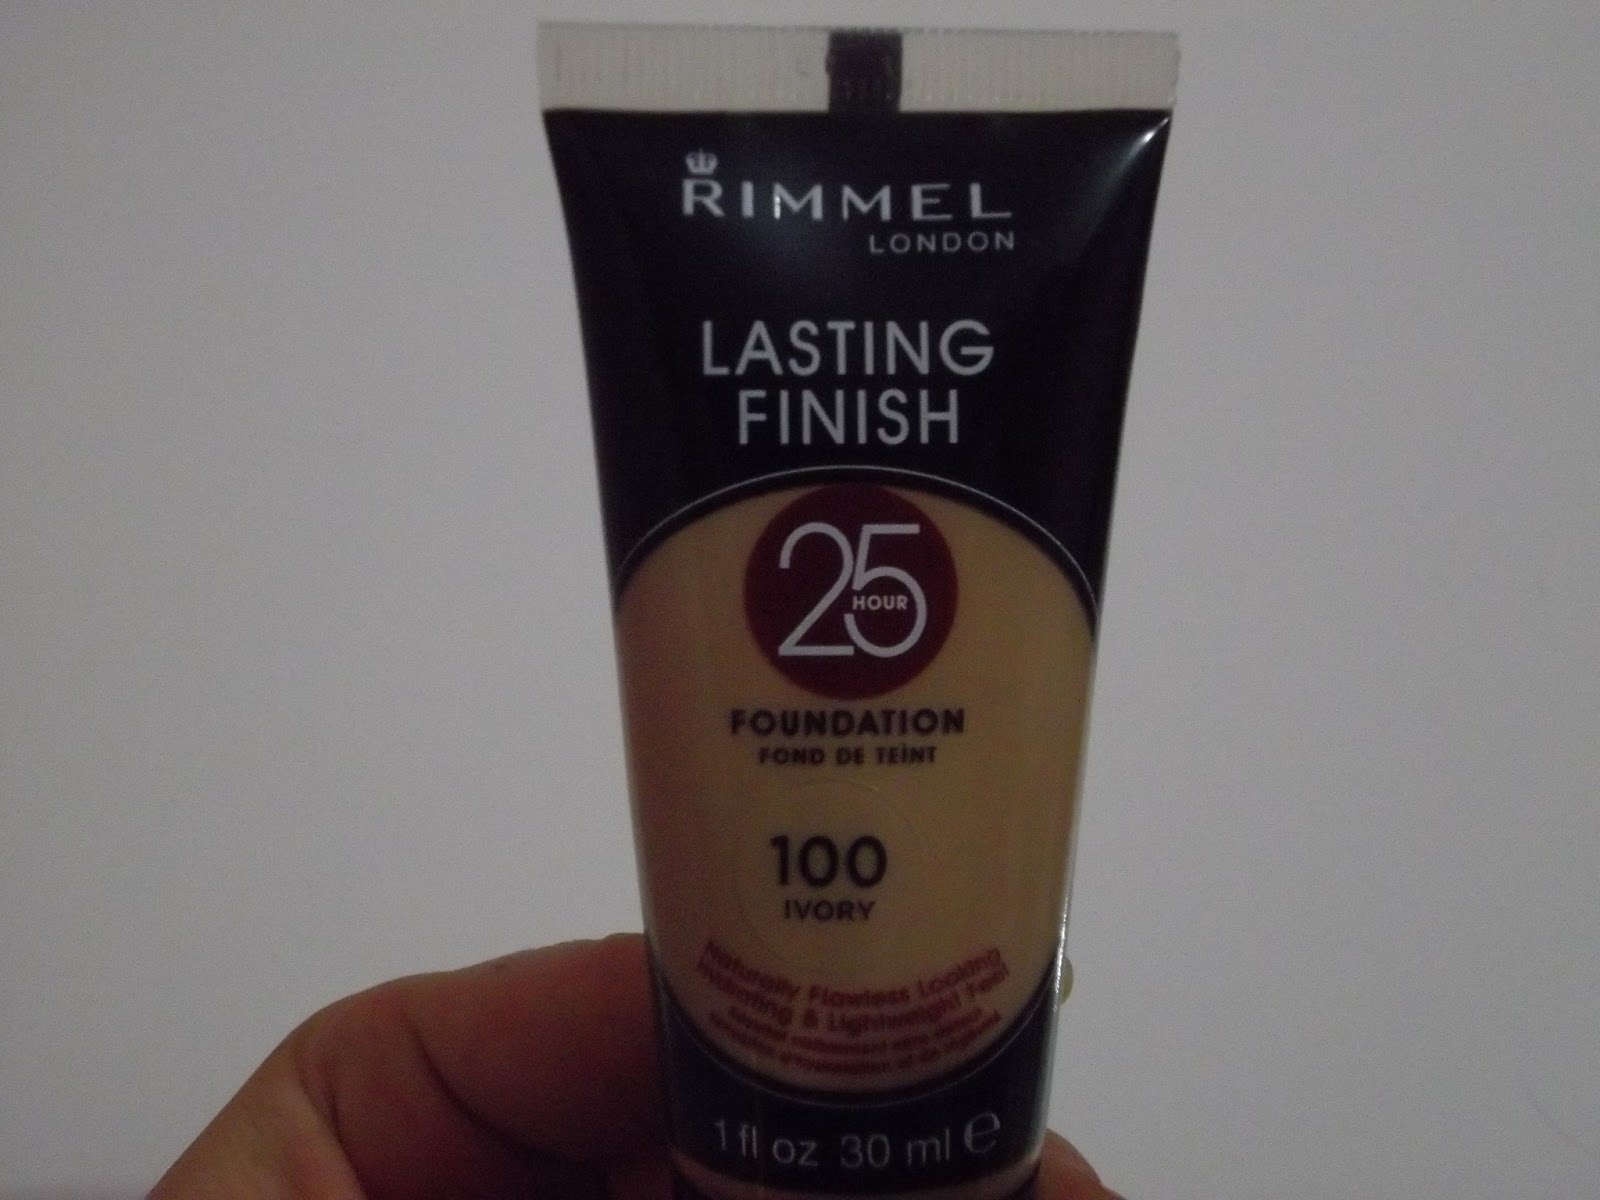 RIMMEL
LONDON
LASTING
FINISH
25
HOUR
FOUNDATION
FOND DE TEINT
100
IVORY
Naturally Flawless Looking
Hydrating & Lightweight Feel
1 fl oz 30 ml e